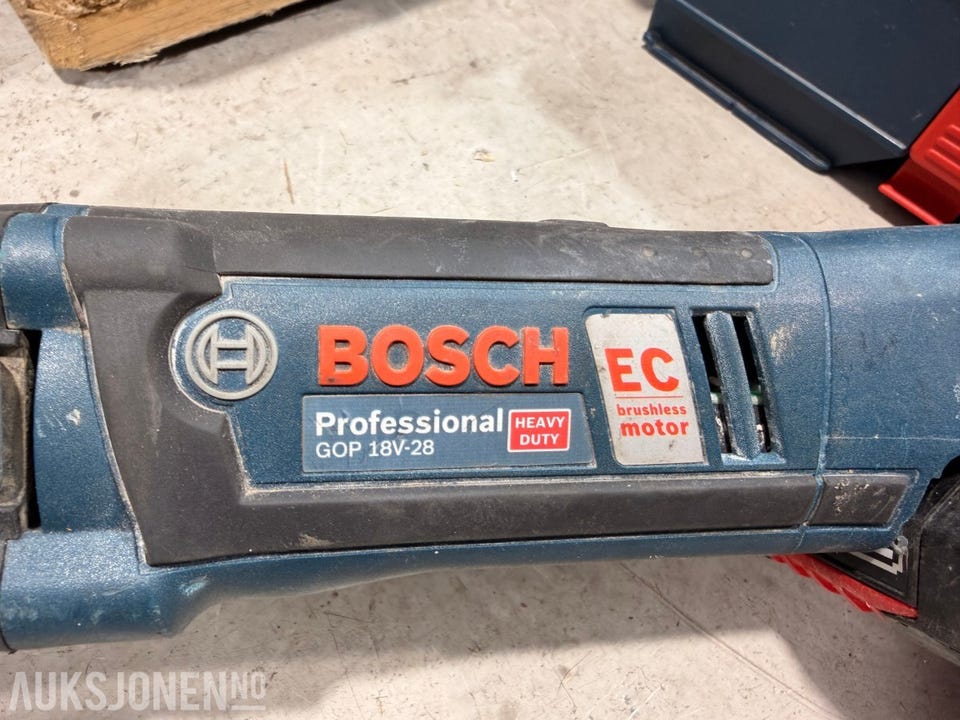 BOSCH
Professional
GOP 18V-28
HEAVY
DUTY
EC
brushless
motor
AUKSJONEN NO